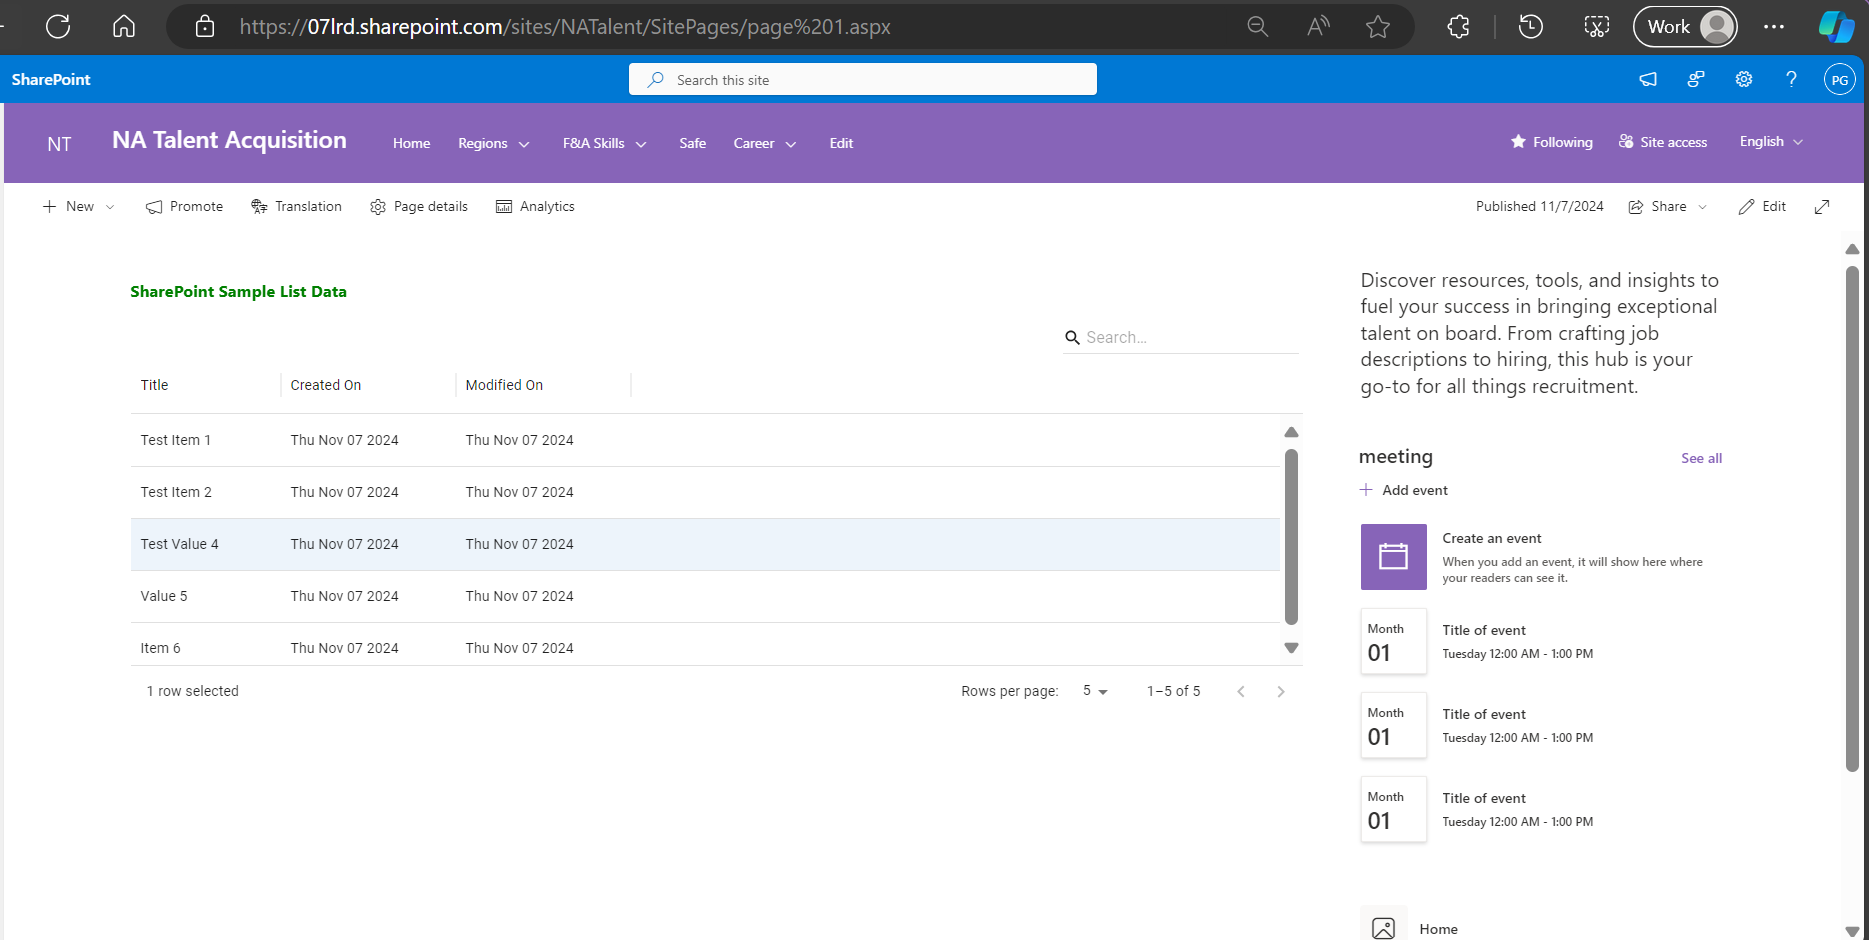 https://07lrd.sharepoint.com/sites/NATalent/SitePages/page%201.aspx
Work
SharePoint
Search this site
PG
NT
NA Talent Acquisition
Home
Regions
F&A Skills
Safe
Career
Edit
Following
Site access
English
New
Promote
Translation
Page details
Analytics
Published 11/7/2024
Share
Edit
SharePoint Sample List Data
Search...
Title Created On Modified On
Test Item 1 Thu Nov 07 2024 Thu Nov 07 2024
Test Item 2 Thu Nov 07 2024 Thu Nov 07 2024
Test Value 4 Thu Nov 07 2024 Thu Nov 07 2024
Value 5 Thu Nov 07 2024 Thu Nov 07 2024
Item 6 Thu Nov 07 2024 Thu Nov 07 2024
1 row selected
Rows per page: 5 1–5 of 5
Discover resources, tools, and insights to
fuel your success in bringing exceptional
talent on board. From crafting job
descriptions to hiring, this hub is your
go-to for all things recruitment.
meeting
See all
Add event
Create an event
When you add an event, it will show here where
your readers can see it.
Month
01
Title of event
Tuesday 12:00 AM - 1:00 PM
Month
01
Title of event
Tuesday 12:00 AM - 1:00 PM
Month
01
Title of event
Tuesday 12:00 AM - 1:00 PM
Home